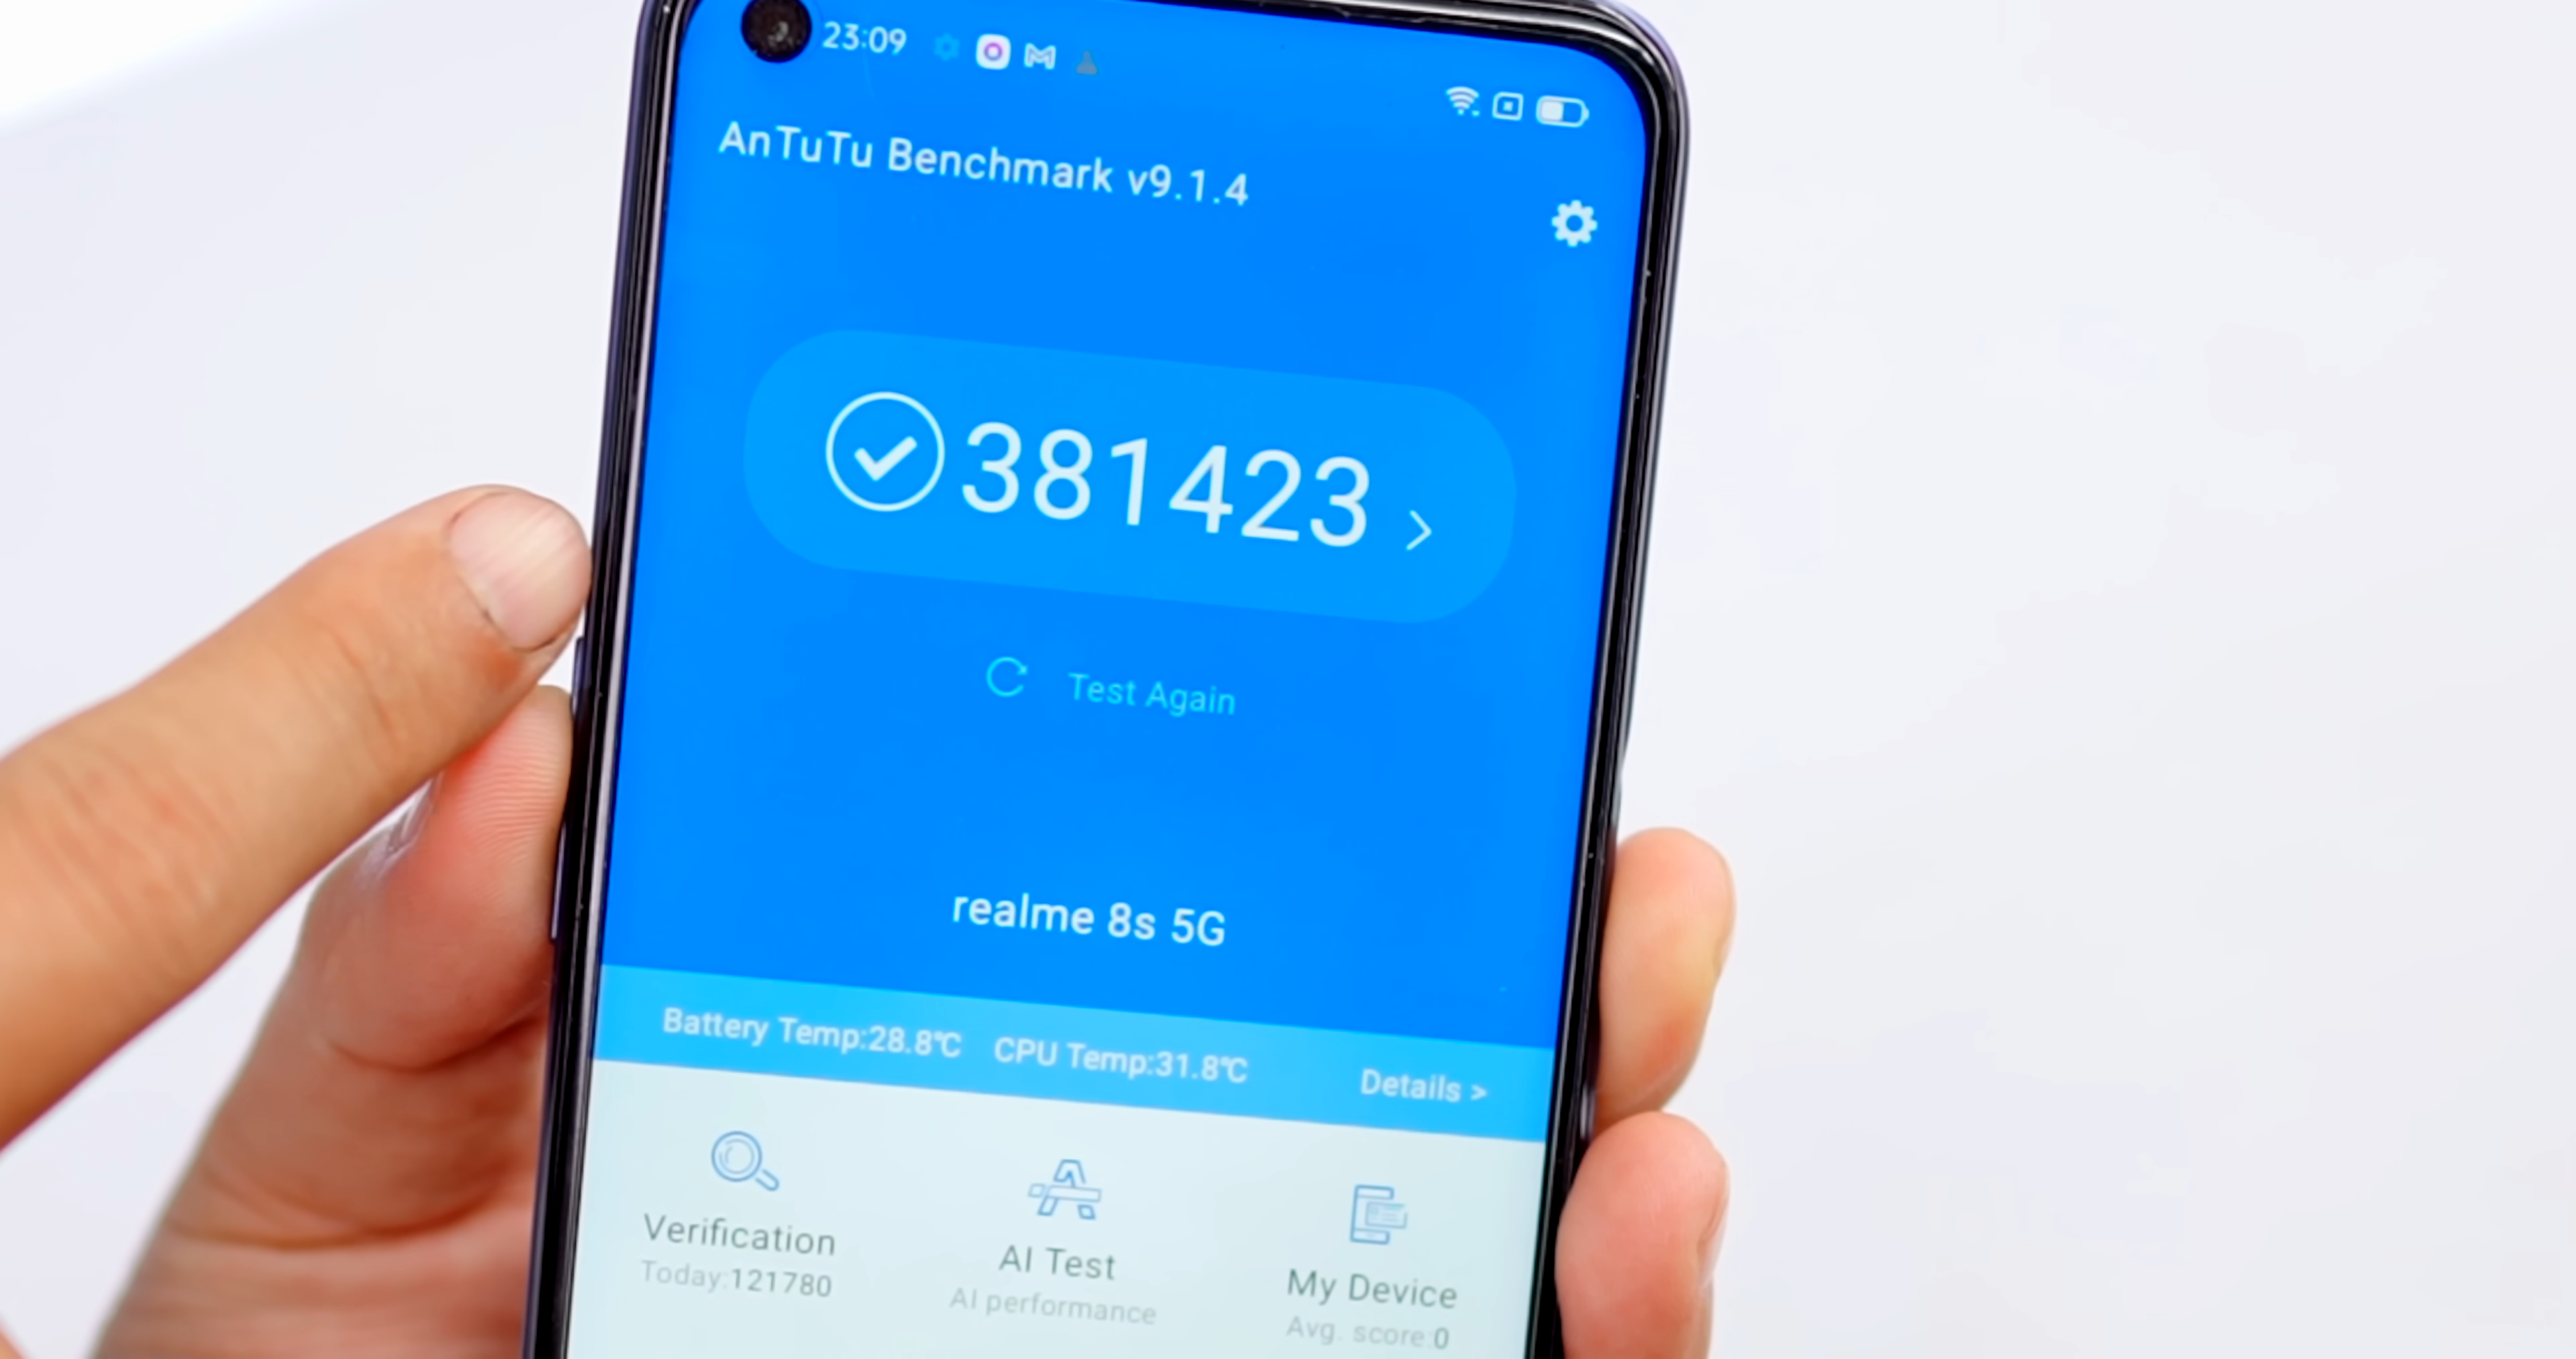 23:09
AnTuTu Benchmark v9.1.4
381423 >
Test Again
realme 8s 5G
Battery Temp:28.8℃ CPU Temp:31.8℃ Details >
Verification AI Test My Device
Today:121780 AI performance Avg. score:0